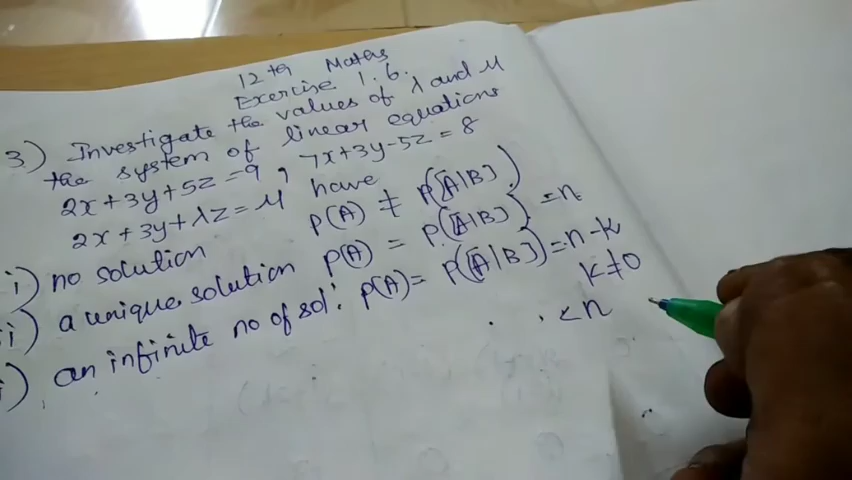 12th Maths
Exercise 1.6.
3) Investigate the values of λ and μ
the system of linear equations
2x+3y+5z=9, 7x+3y-5z=8
2x+3y+λz=μ have
i) no solution ρ(A) ≠ ρ([A|B])
ii) a unique solution ρ(A) = ρ([A|B]) = n
i) an infinite no of sol: ρ(A) = ρ([A|B]) = n-k
k≠0
< n